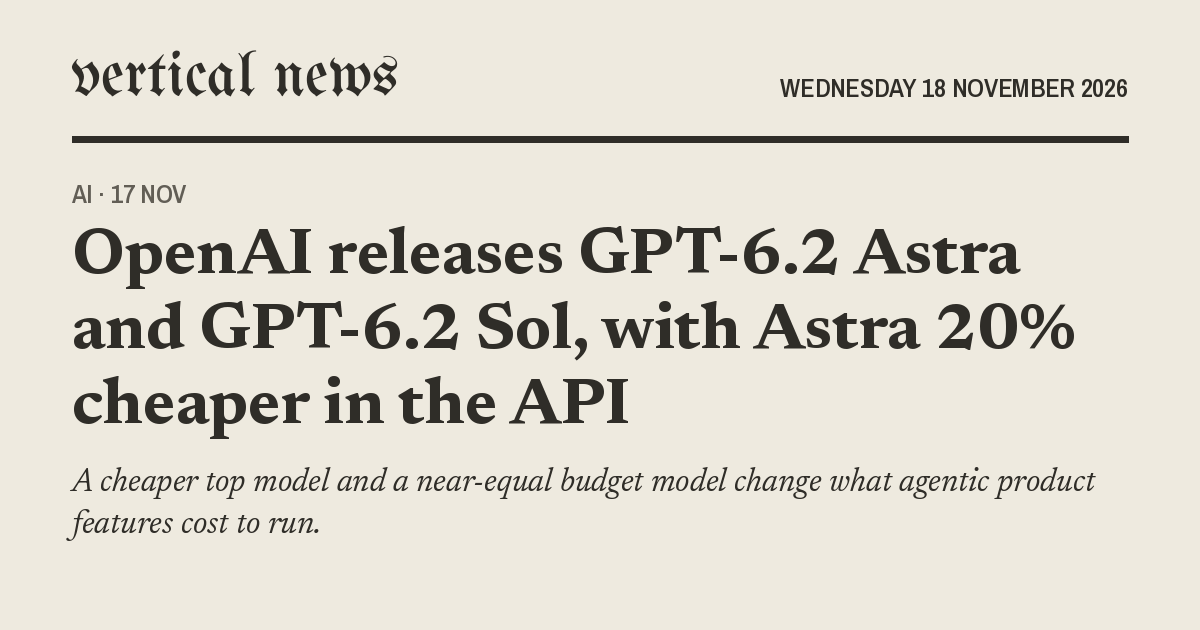 vertical news
WEDNESDAY 18 NOVEMBER 2026
AI · 17 NOV
OpenAI releases GPT-6.2 Astra
and GPT-6.2 Sol, with Astra 20%
cheaper in the API
A cheaper top model and a near-equal budget model change what agentic product
features cost to run.